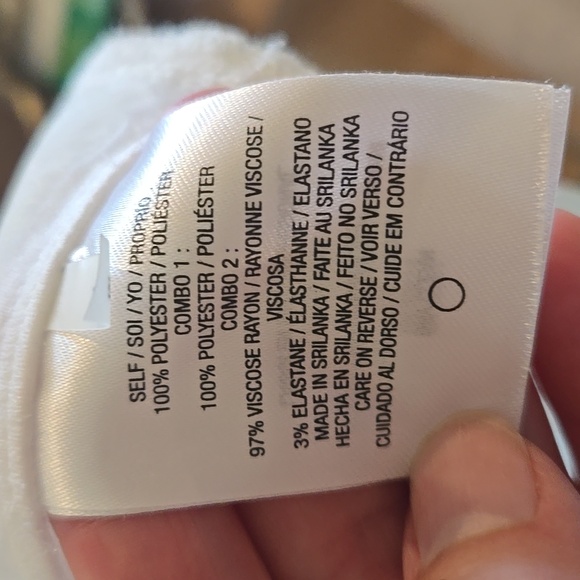 SELF / SOI / YO / PROPRIO
100% POLYESTER / POLIÉSTER
COMBO 1 :
100% POLYESTER / POLIÉSTER
COMBO 2 :
97% VISCOSE RAYON / RAYONNE VISCOSE /
VISCOSA
3% ELASTANE / ÉLASTHANNE / ELASTANO
MADE IN SRILANKA / FAITE AU SRILANKA
HECHA EN SRILANKA / FEITO NO SRILANKA
CARE ON REVERSE / VOIR VERSO /
CUIDADO AL DORSO / CUIDE EM CONTRÁRIO